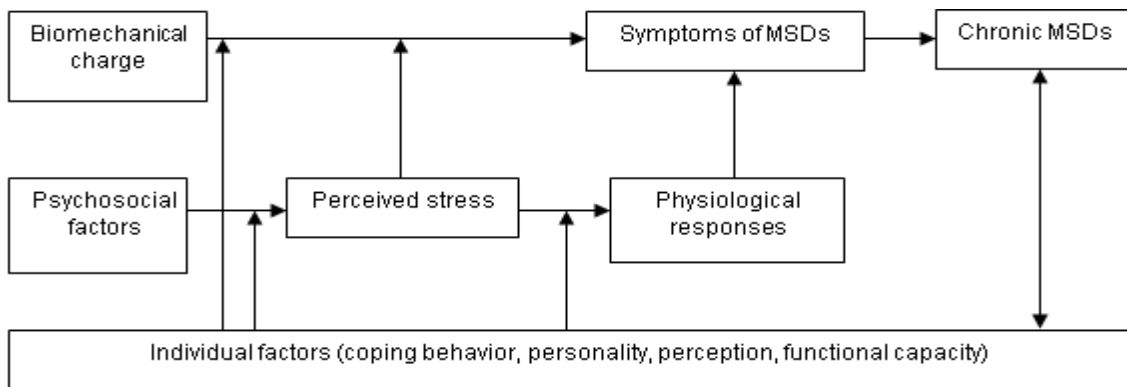 Biomechanical
charge
Symptoms of MSDs
Chronic MSDs
Psychosocial
factors
Perceived stress
Physiological
responses
Individual factors (coping behavior, personality, perception, functional capacity)